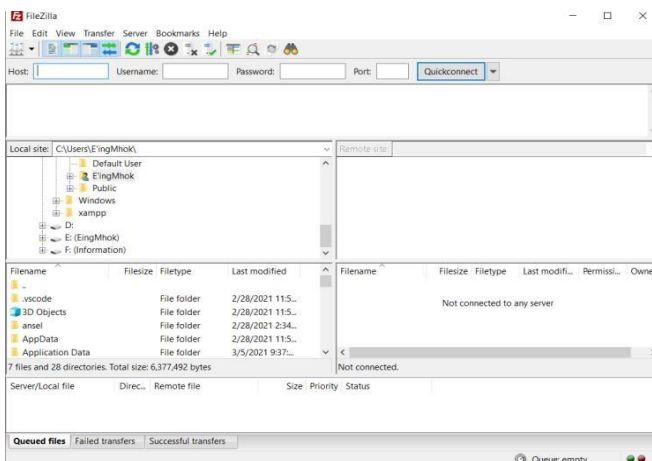 FileZilla
File Edit View Transfer Server Bookmarks Help
Host: Username: Password: Port: Quickconnect
Local site: C:\Users\E'ingMhok\
Remote site:
Default User
E'ingMhok
Public
Windows
xampp
D:
E: (EingMhok)
F: (Information)
Filename Filesize Filetype Last modified
..
.vscode File folder 2/28/2021 11:5...
3D Objects File folder 2/28/2021 11:5...
ansel File folder 2/28/2021 2:34...
AppData File folder 2/28/2021 11:5...
Application Data File folder 3/5/2021 9:37:...
7 files and 28 directories. Total size: 6,377,492 bytes
Filename Filesize Filetype Last modifi... Permissi... Owne
Not connected to any server
Not connected.
Server/Local file Direc... Remote file Size Priority Status
Queued files Failed transfers Successful transfers
Queue: empty